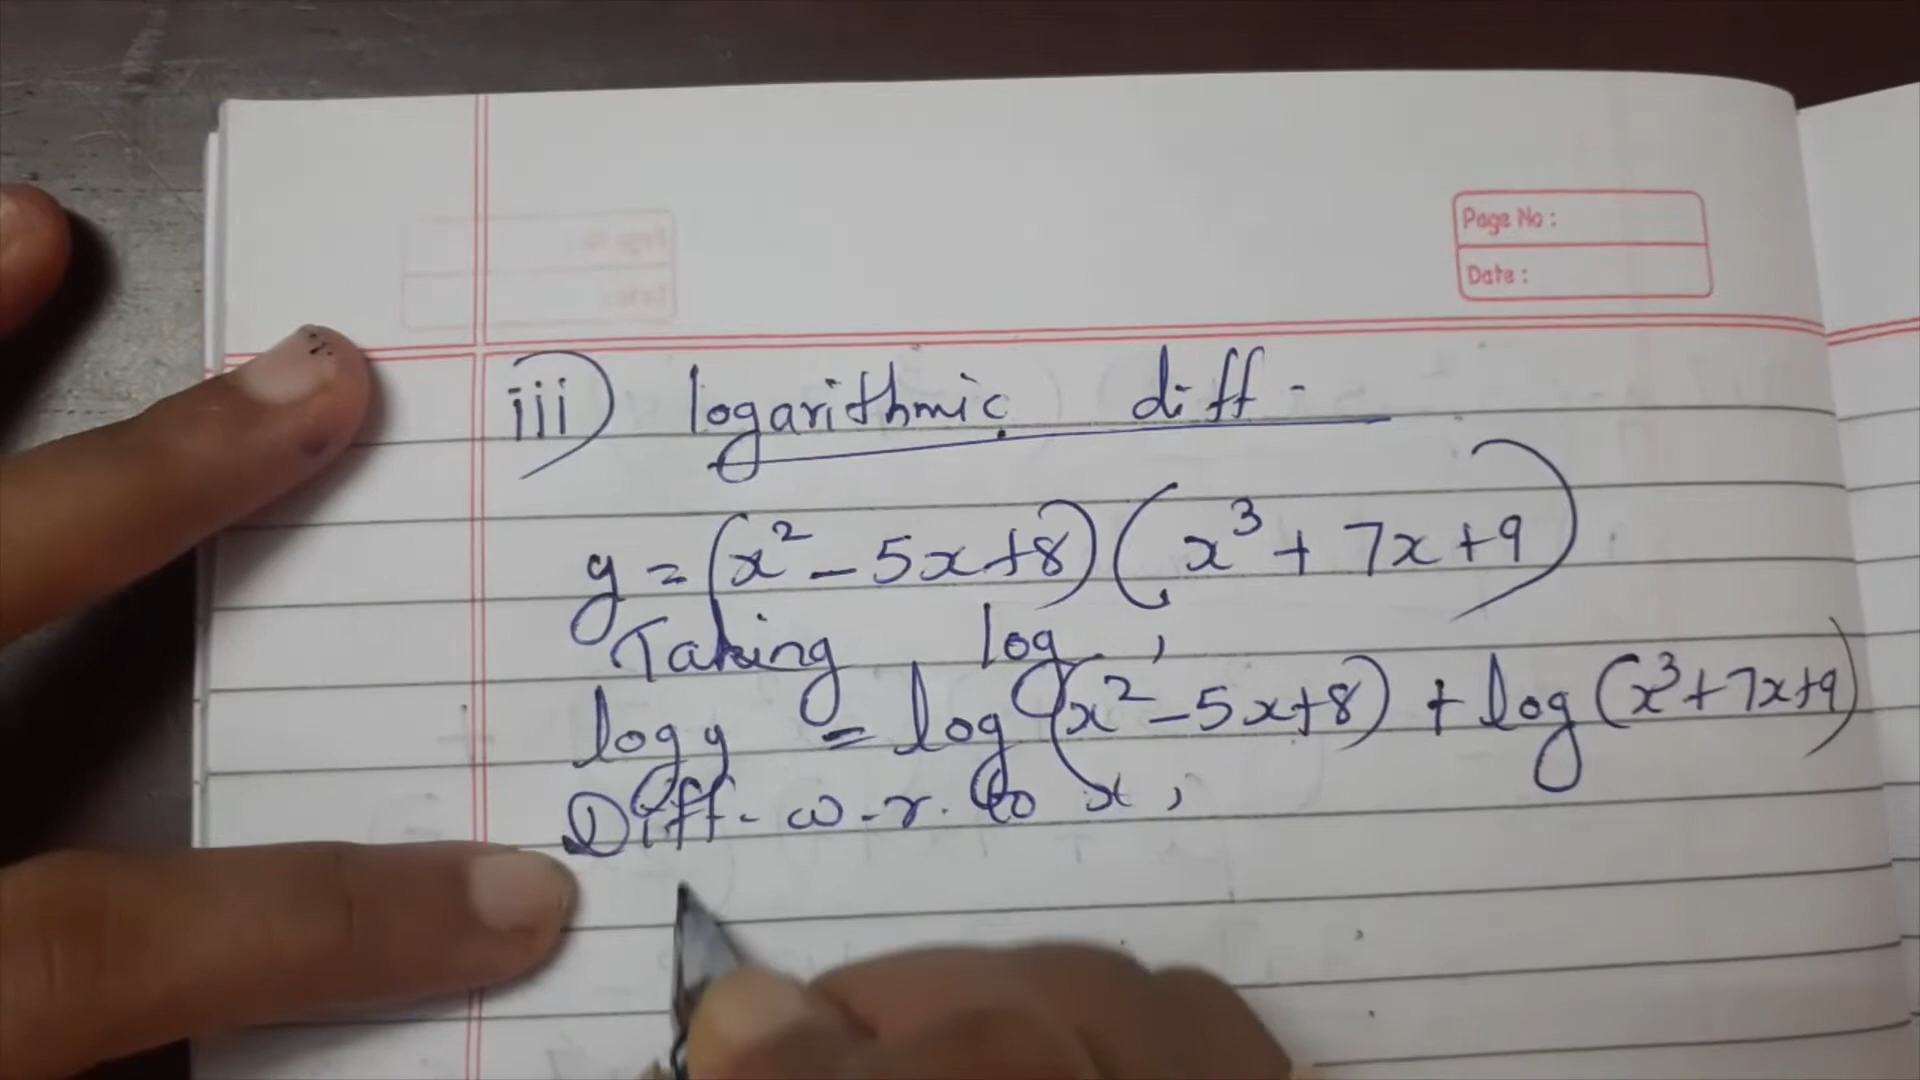 Page No :
Date :
iii) logarithmic diff-
y = (x² - 5x + 8) (x³ + 7x + 9)
Taking log,
log y = log (x² - 5x + 8) + log (x³ + 7x + 9)
Diff- w.r. to x,